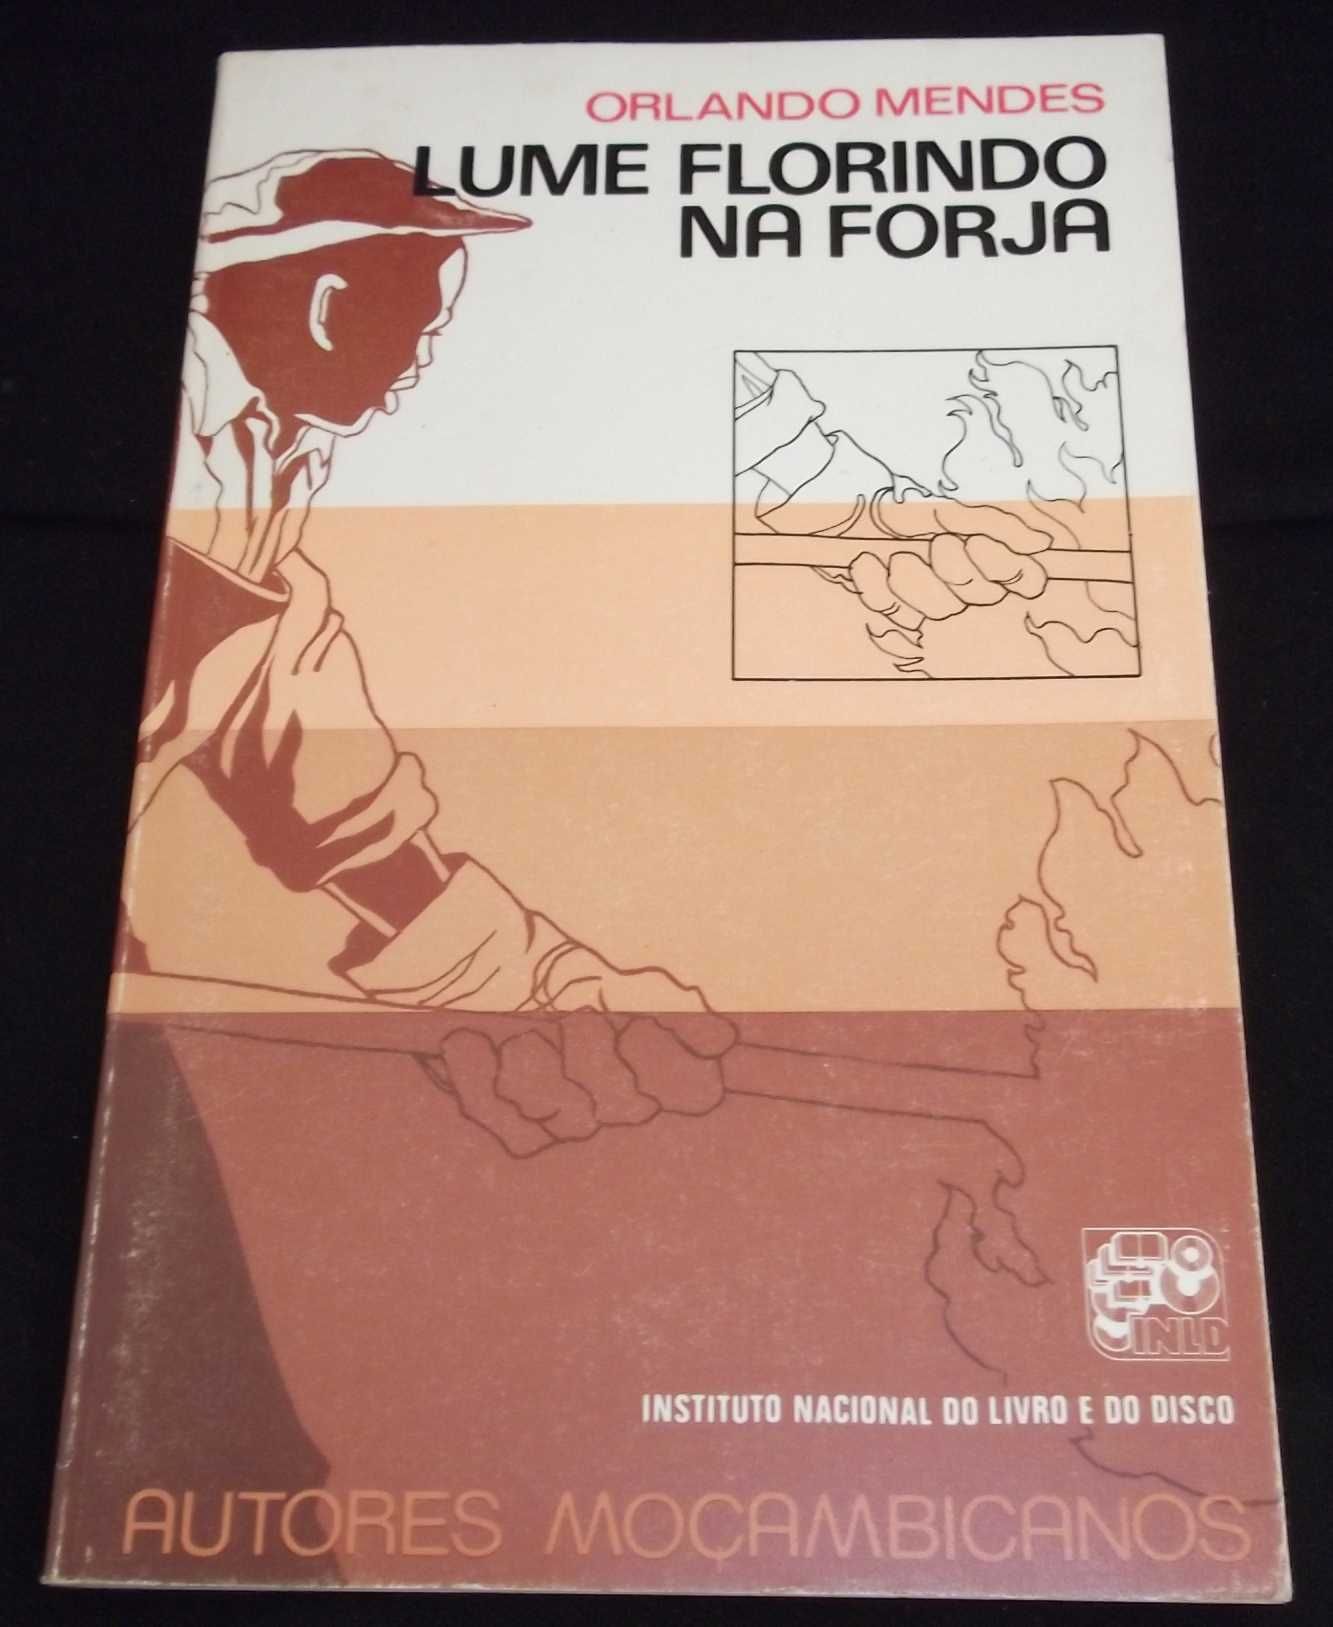 ORLANDO MENDES
LUME FLORINDO
NA FORJA
INLD
INSTITUTO NACIONAL DO LIVRO E DO DISCO
AUTORES MOÇAMBICANOS